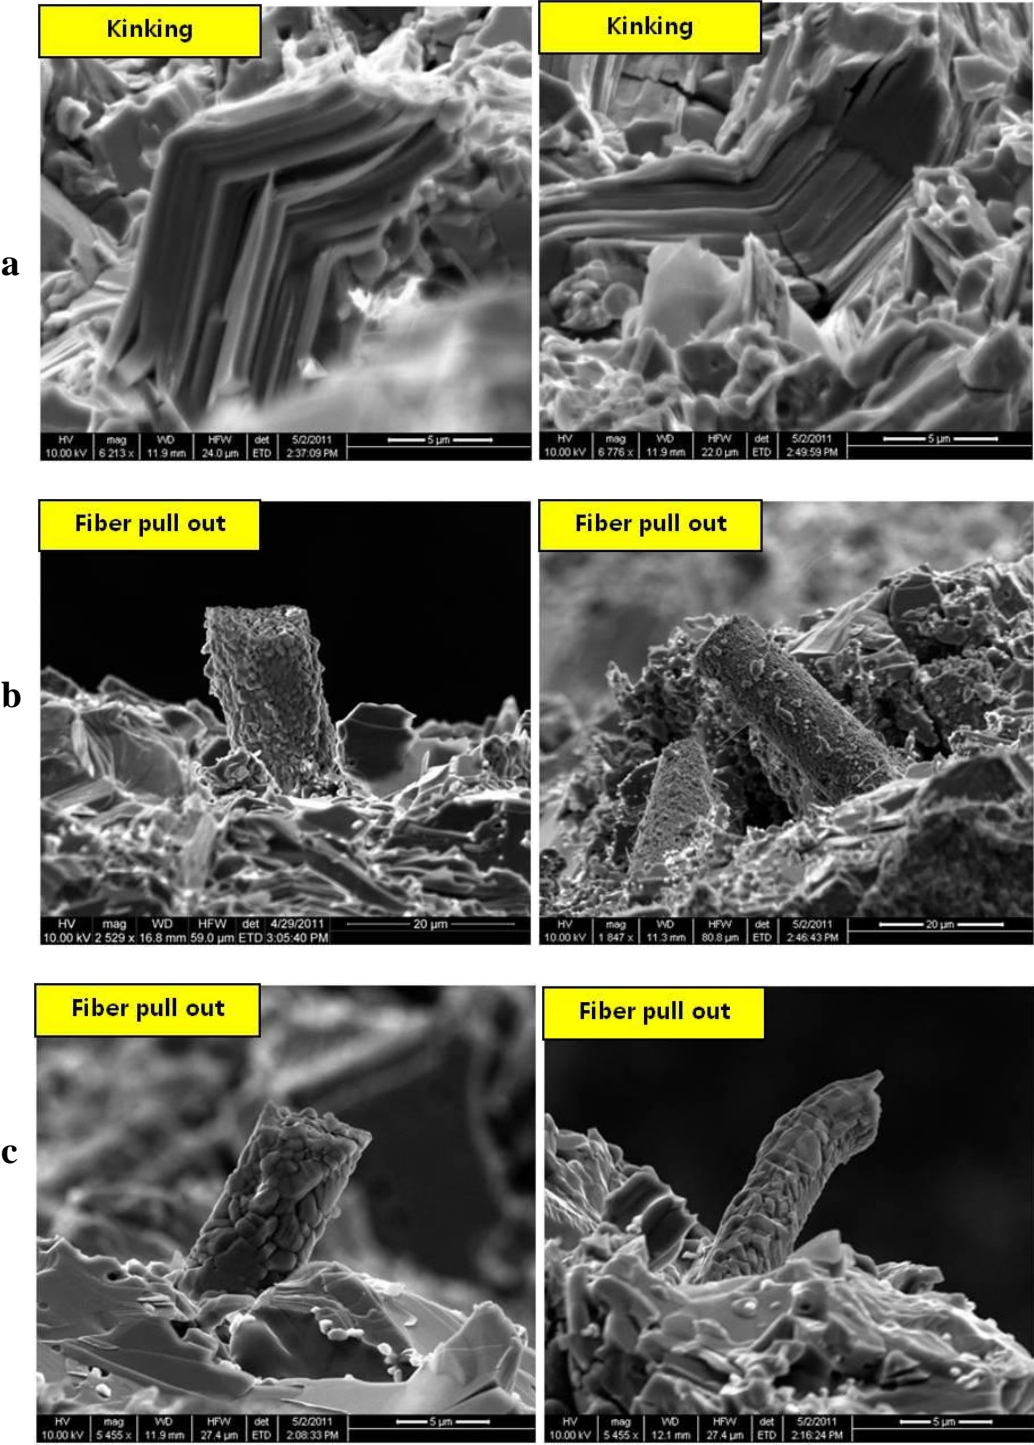 Kinking
Kinking
a
HV mag WD HFW det 5/2/2011
10.00 kV 6 213 x 11.9 mm 24.0 µm ETD 2:37:09 PM
5 µm
HV mag WD HFW det 5/2/2011
10.00 kV 6 776 x 11.9 mm 22.0 µm ETD 2:49:59 PM
5 µm
Fiber pull out
Fiber pull out
b
HV mag WD HFW det 4/29/2011
10.00 kV 2 529 x 16.8 mm 59.0 µm ETD 3:05:40 PM
20 µm
HV mag WD HFW det 5/2/2011
10.00 kV 1 847 x 11.3 mm 80.8 µm ETD 2:46:43 PM
20 µm
Fiber pull out
Fiber pull out
c
HV mag WD HFW det 5/2/2011
10.00 kV 5 455 x 11.9 mm 27.4 µm ETD 2:08:33 PM
5 µm
HV mag WD HFW det 5/2/2011
10.00 kV 5 455 x 12.1 mm 27.4 µm ETD 2:16:24 PM
5 µm